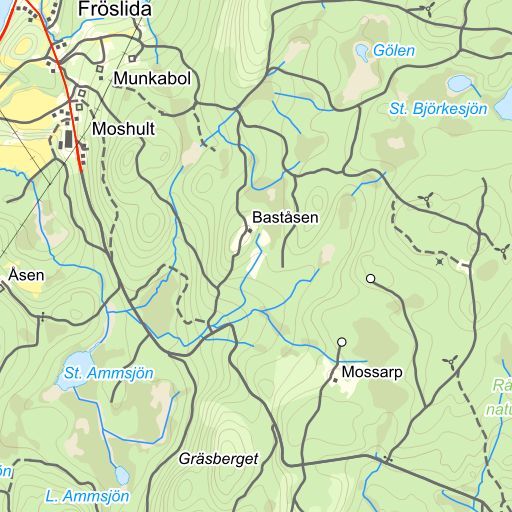 Fröslida
Gölen
Munkabol
St. Björkesjön
Moshult
Baståsen
Åsen
St. Ammsjön
Mossarp
Gräsberget
L. Ammsjön